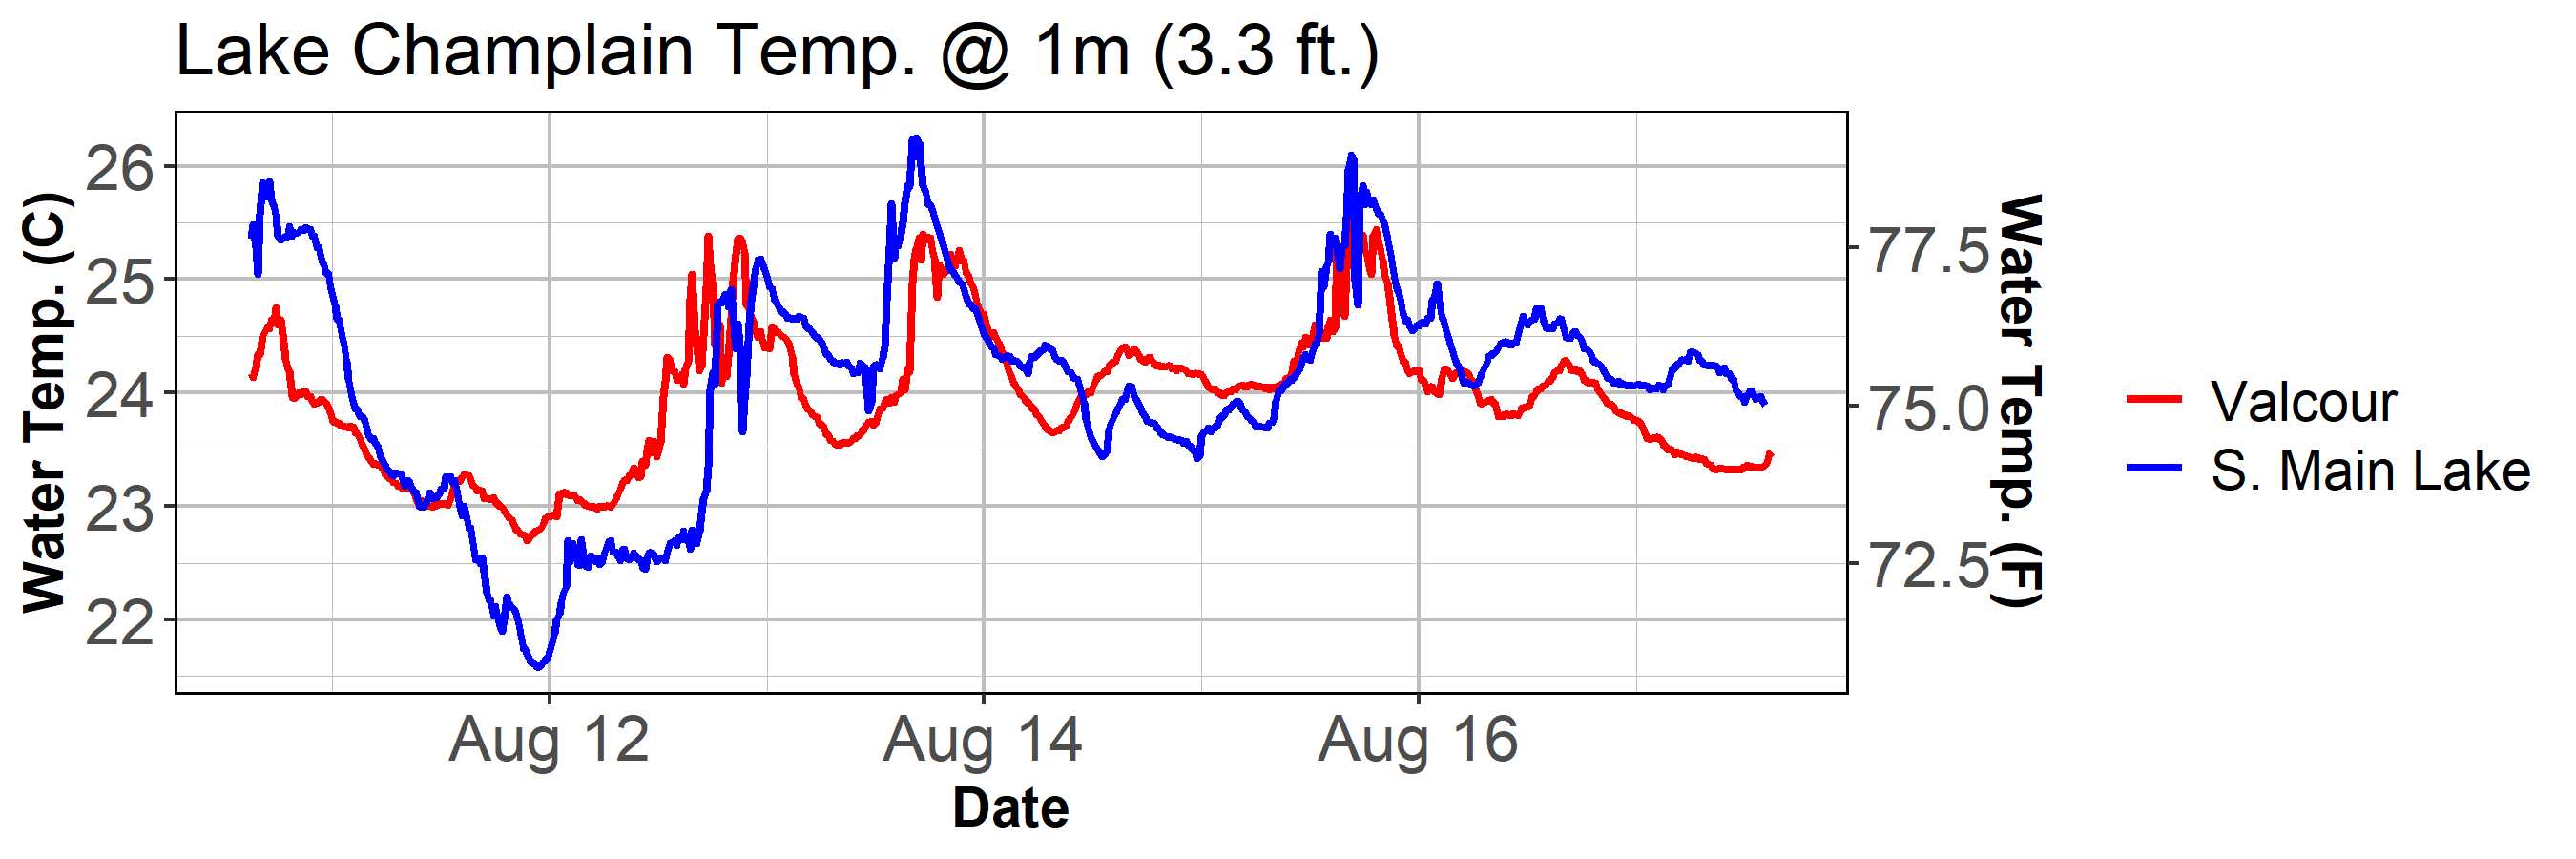 Lake Champlain Temp. @ 1m (3.3 ft.)
Water Temp. (C)
26
25
24
23
22
77.5
75.0
72.5
Water Temp. (F)
Aug 12
Aug 14
Aug 16
Date
Valcour
S. Main Lake